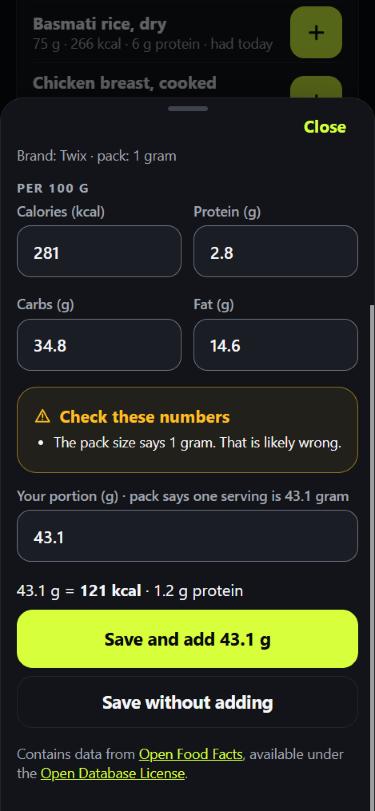 Basmati rice, dry
75 g · 266 kcal · 6 g protein · had today
+
Chicken breast, cooked
Close
Brand: Twix · pack: 1 gram
PER 100 G
Calories (kcal)
Protein (g)
281
2.8
Carbs (g)
Fat (g)
34.8
14.6
⚠ Check these numbers
• The pack size says 1 gram. That is likely wrong.
Your portion (g) · pack says one serving is 43.1 gram
43.1
43.1 g = 121 kcal · 1.2 g protein
Save and add 43.1 g
Save without adding
Contains data from Open Food Facts, available under
the Open Database License.